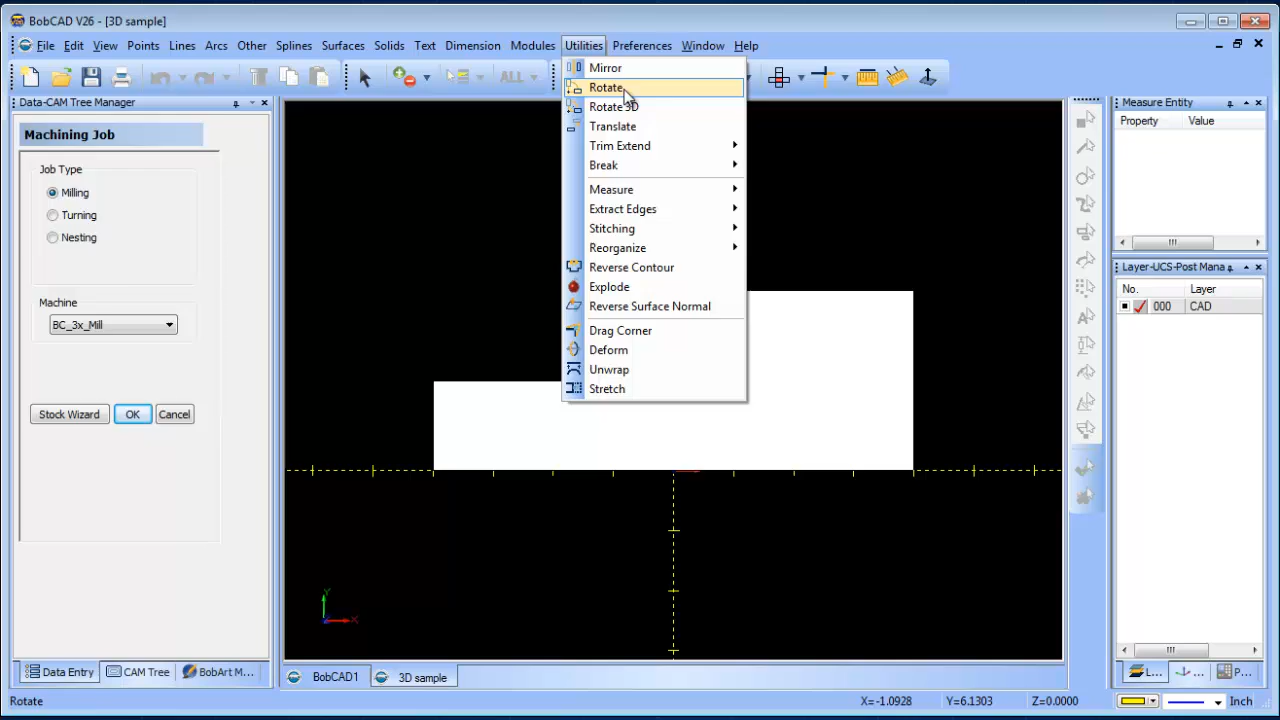 BobCAD V26 - [3D sample]
File Edit View Points Lines Arcs Other Splines Surfaces Solids Text Dimension Modules Utilities Preferences Window Help
ALL
Data-CAM Tree Manager
Machining Job
Job Type
Milling
Turning
Nesting
Machine
BC_3x_Mill
Stock Wizard OK Cancel
Data Entry CAM Tree BobArt M...
Mirror
Rotate
Rotate 3D
Translate
Trim Extend
Break
Measure
Extract Edges
Stitching
Reorganize
Reverse Contour
Explode
Reverse Surface Normal
Drag Corner
Deform
Unwrap
Stretch
Y
X
BobCAD1 3D sample
Measure Entity
Property Value
Layer-UCS-Post Mana
No. Layer
000 CAD
L... ... P...
Rotate X=-1.0928 Y=6.1303 Z=0.0000 Inch